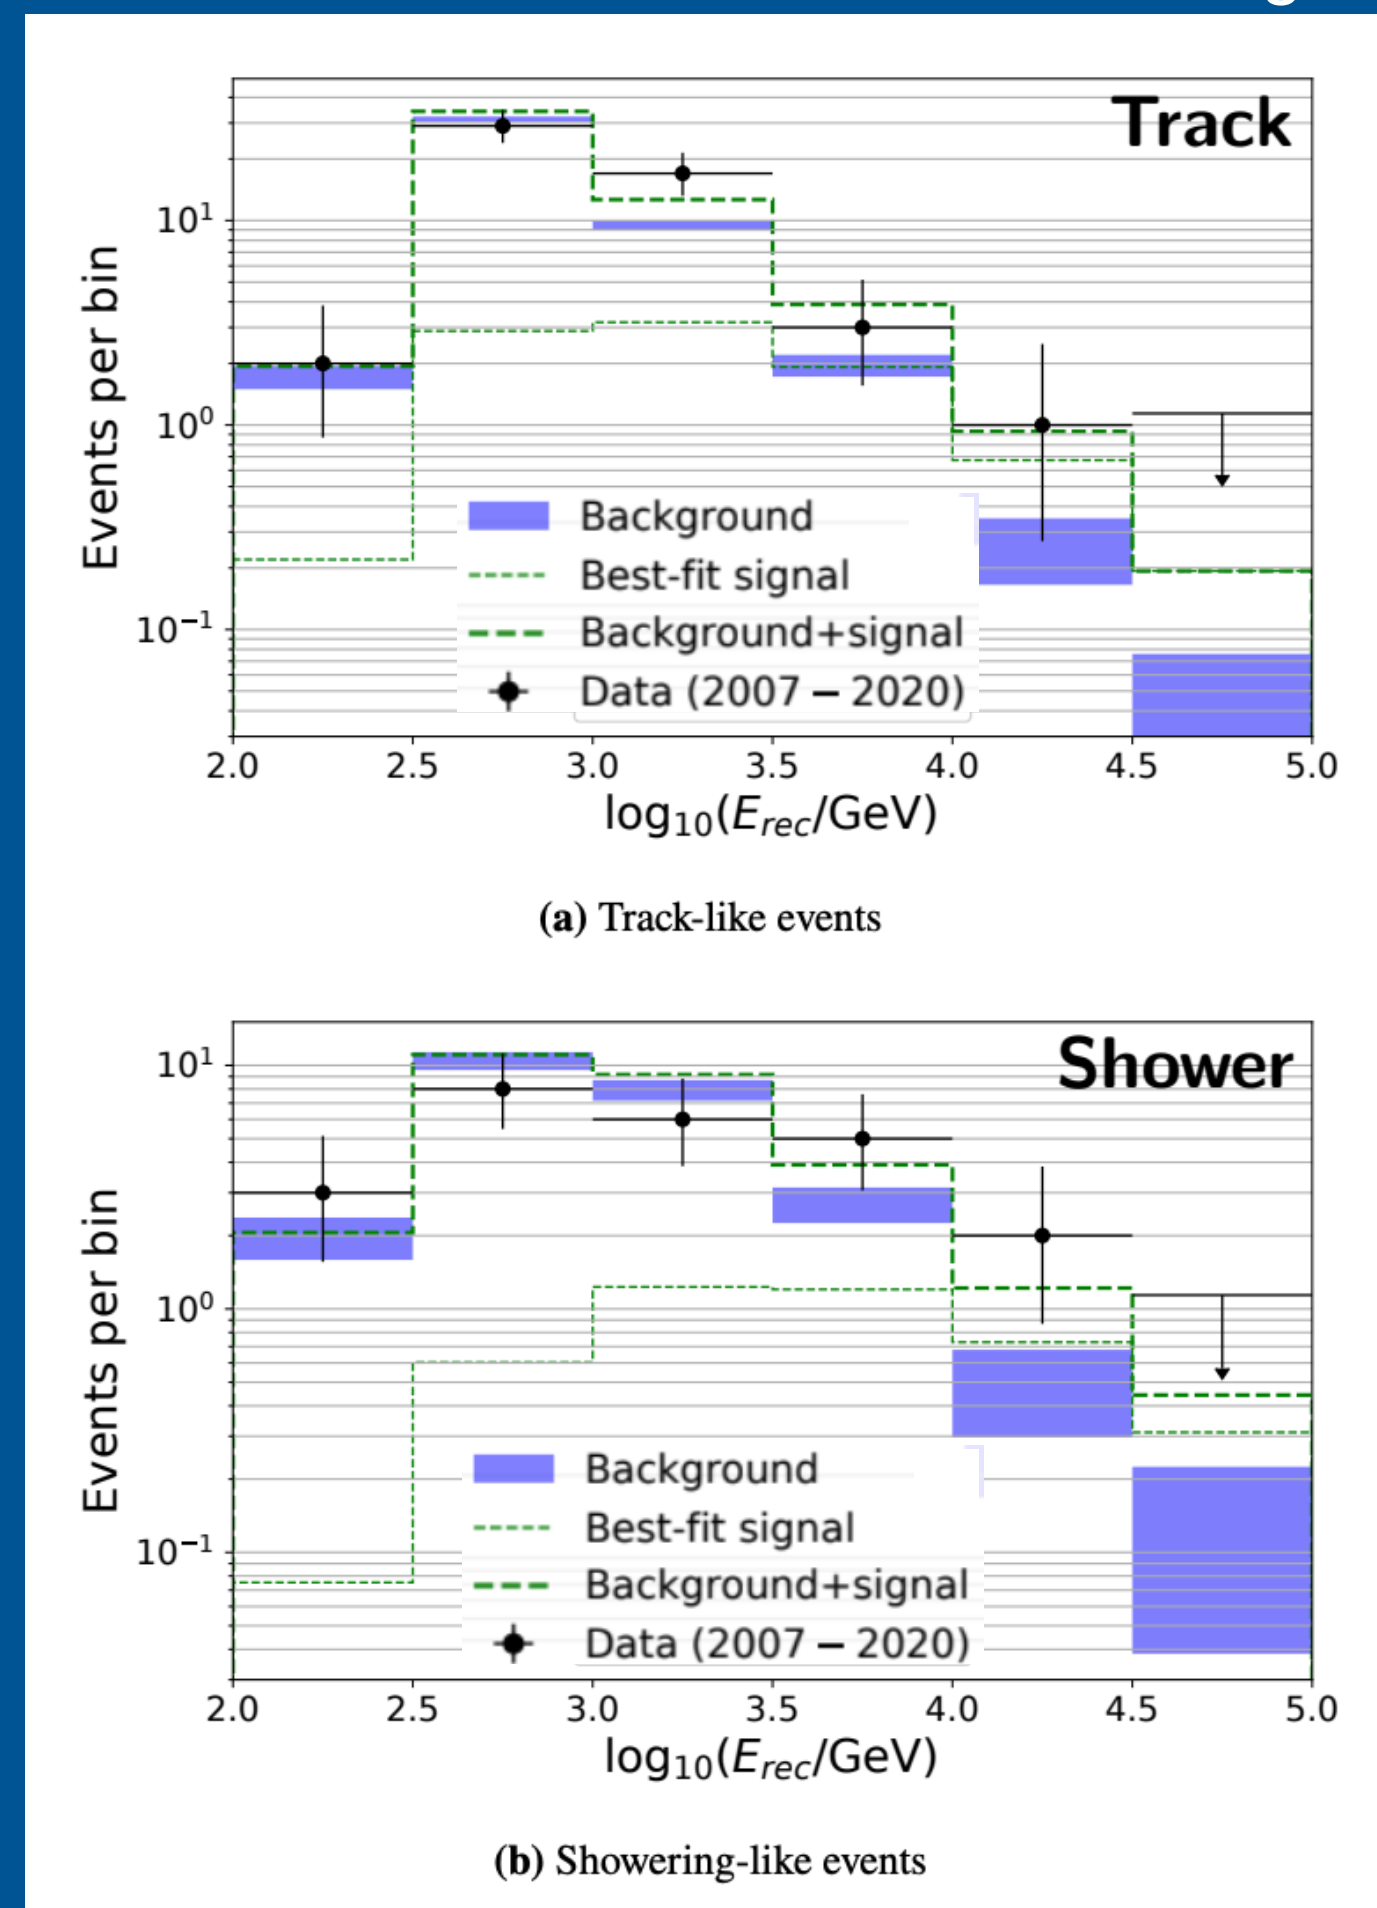 Track
Events per bin
10¹
10⁰
10⁻¹
Background
Best-fit signal
Background+signal
Data (2007 – 2020)
2.0 2.5 3.0 3.5 4.0 4.5 5.0
log₁₀(E_rec/GeV)
(a) Track-like events
Shower
Events per bin
10¹
10⁰
10⁻¹
Background
Best-fit signal
Background+signal
Data (2007 – 2020)
2.0 2.5 3.0 3.5 4.0 4.5 5.0
log₁₀(E_rec/GeV)
(b) Showering-like events